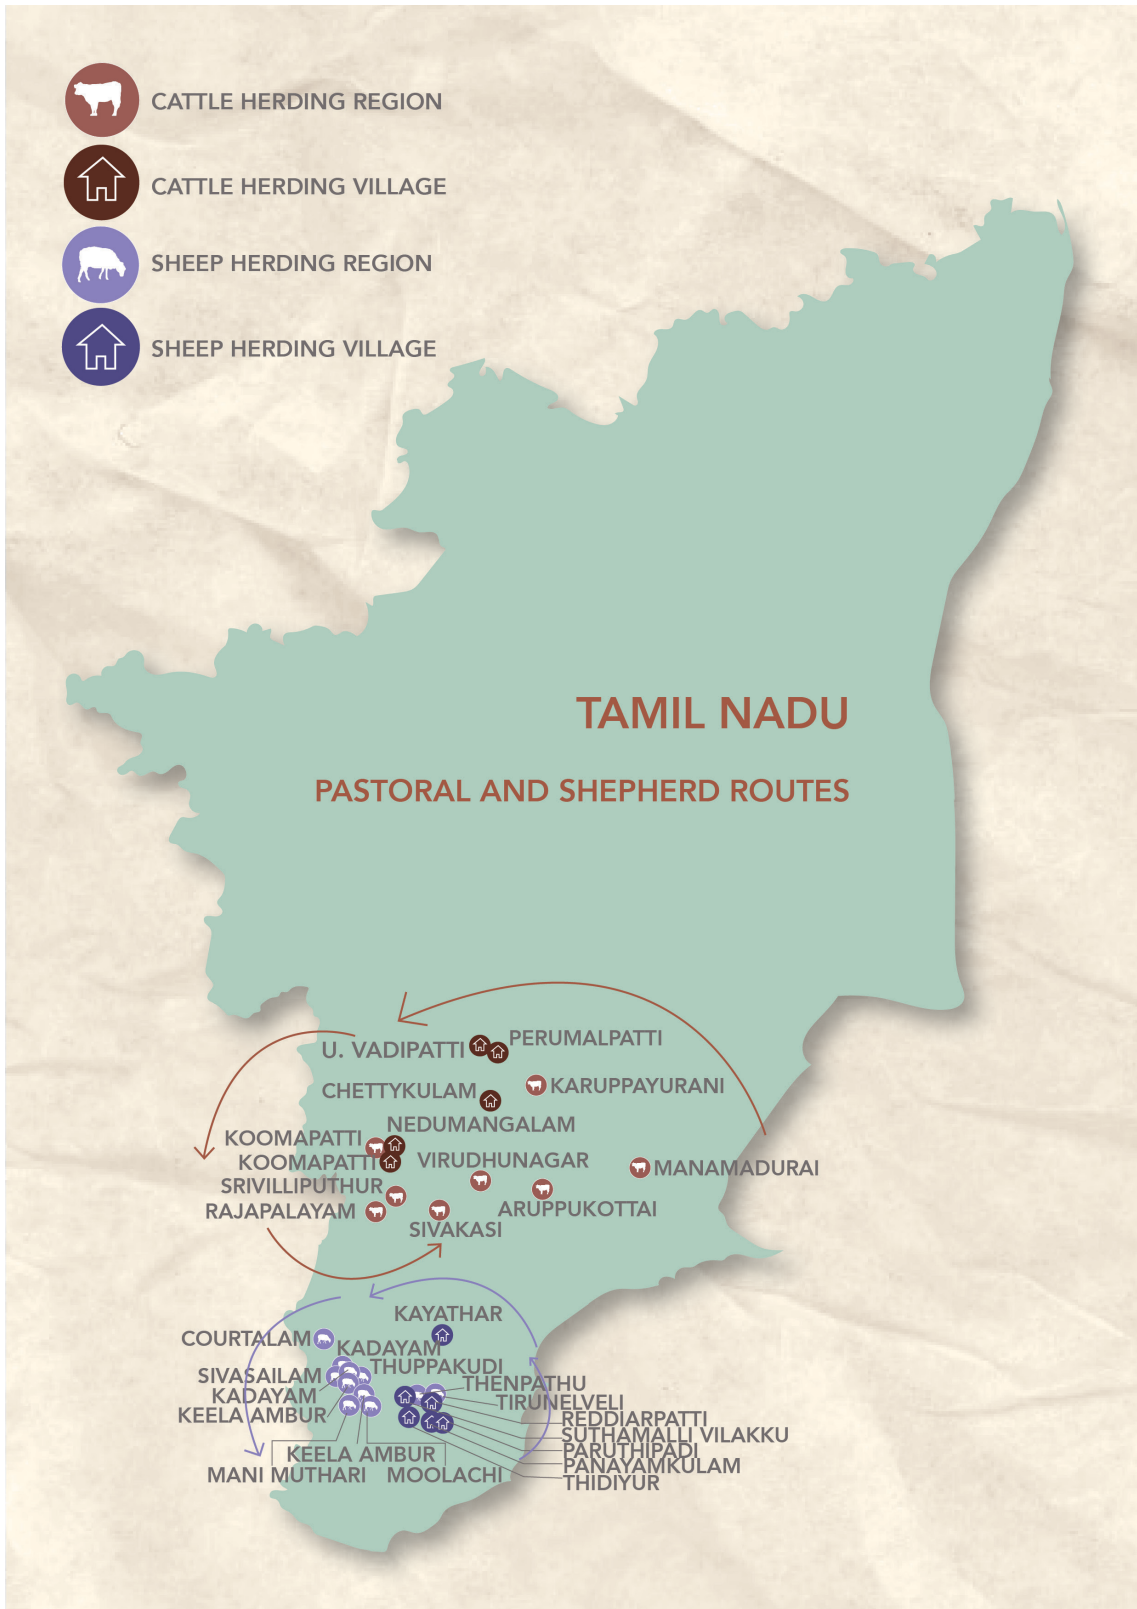 CATTLE HERDING REGION
CATTLE HERDING VILLAGE
SHEEP HERDING REGION
SHEEP HERDING VILLAGE
TAMIL NADU
PASTORAL AND SHEPHERD ROUTES
PERUMALPATTI
U. VADIPATTI
KARUPPAYURANI
CHETTYKULAM
NEDUMANGALAM
KOOMAPATTI
KOOMAPATTI
VIRUDHUNAGAR
MANAMADURAI
SRIVILLIPUTHUR
RAJAPALAYAM
ARUPPUKOTTAI
SIVAKASI
KAYATHAR
COURTALAM
KADAYAM
THUPPAKUDI
SIVASAILAM
THENPATHU
KADAYAM
TIRUNELVELI
KEELA AMBUR
REDDIARPATTI
SUTHAMALLI VILAKKU
KEELA AMBUR
PARUTHIPADI
PANAYAMKULAM
MANI MUTHARI
MOOLACHI
THIDIYUR